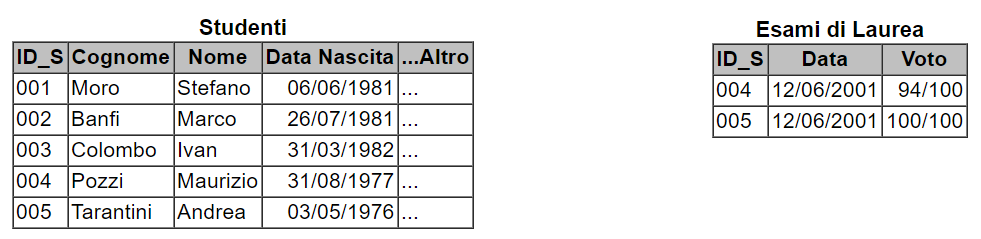 Studenti
ID_S Cognome Nome Data Nascita ...Altro
001 Moro Stefano 06/06/1981 ...
002 Banfi Marco 26/07/1981 ...
003 Colombo Ivan 31/03/1982 ...
004 Pozzi Maurizio 31/08/1977 ...
005 Tarantini Andrea 03/05/1976 ...
Esami di Laurea
ID_S Data Voto
004 12/06/2001 94/100
005 12/06/2001 100/100